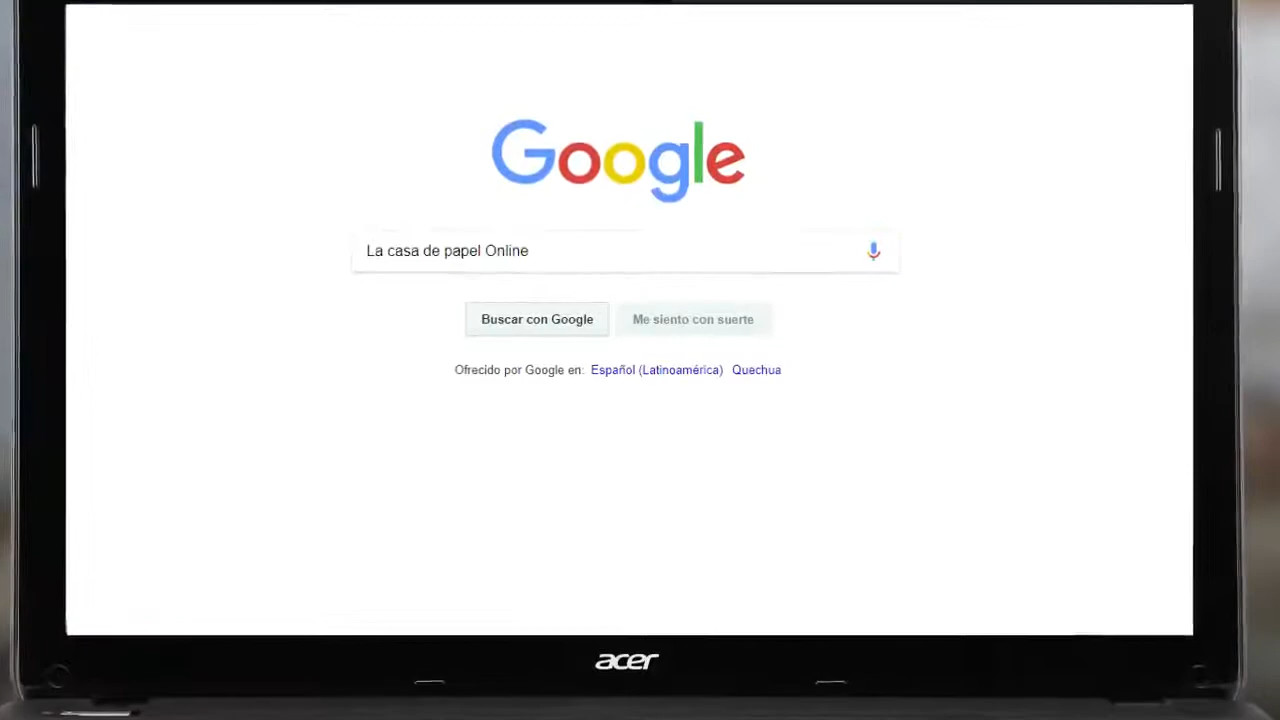 Google
La casa de papel Online
Buscar con Google Me siento con suerte
Ofrecido por Google en: Español (Latinoamérica) Quechua
acer